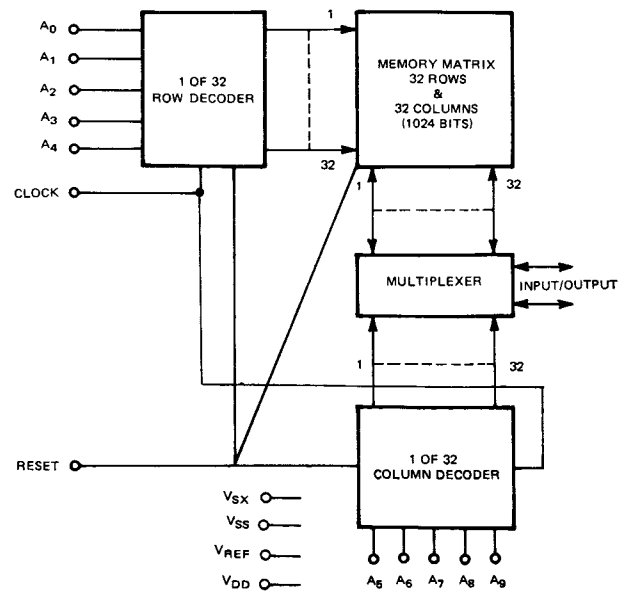 A0
A1
A2
A3
A4
CLOCK
1 OF 32
ROW DECODER
1
32
MEMORY MATRIX
32 ROWS
&
32 COLUMNS
(1024 BITS)
1
32
MULTIPLEXER
INPUT/OUTPUT
1
32
RESET
1 OF 32
COLUMN DECODER
VSX
VSS
VREF
VDD
A5
A6
A7
A8
A9